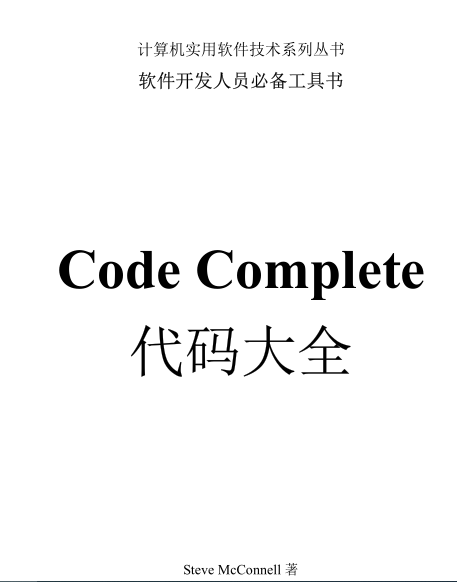 计算机实用软件技术系列丛书
软件开发人员必备工具书
Code Complete
代码大全
Steve McConnell 著